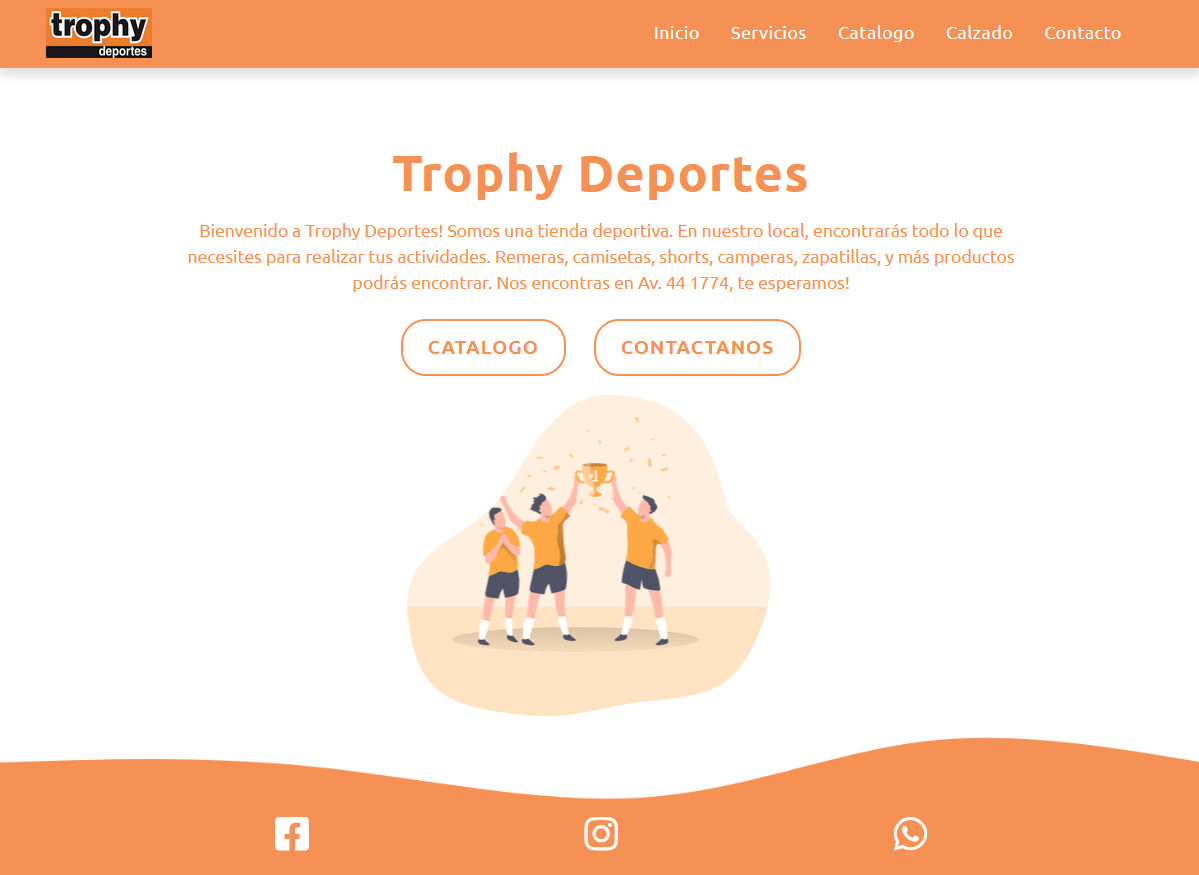 trophy
deportes
Inicio Servicios Catalogo Calzado Contacto
Trophy Deportes
Bienvenido a Trophy Deportes! Somos una tienda deportiva. En nuestro local, encontrarás todo lo que
necesites para realizar tus actividades. Remeras, camisetas, shorts, camperas, zapatillas, y más productos
podrás encontrar. Nos encontras en Av. 44 1774, te esperamos!
CATALOGO CONTACTANOS
1